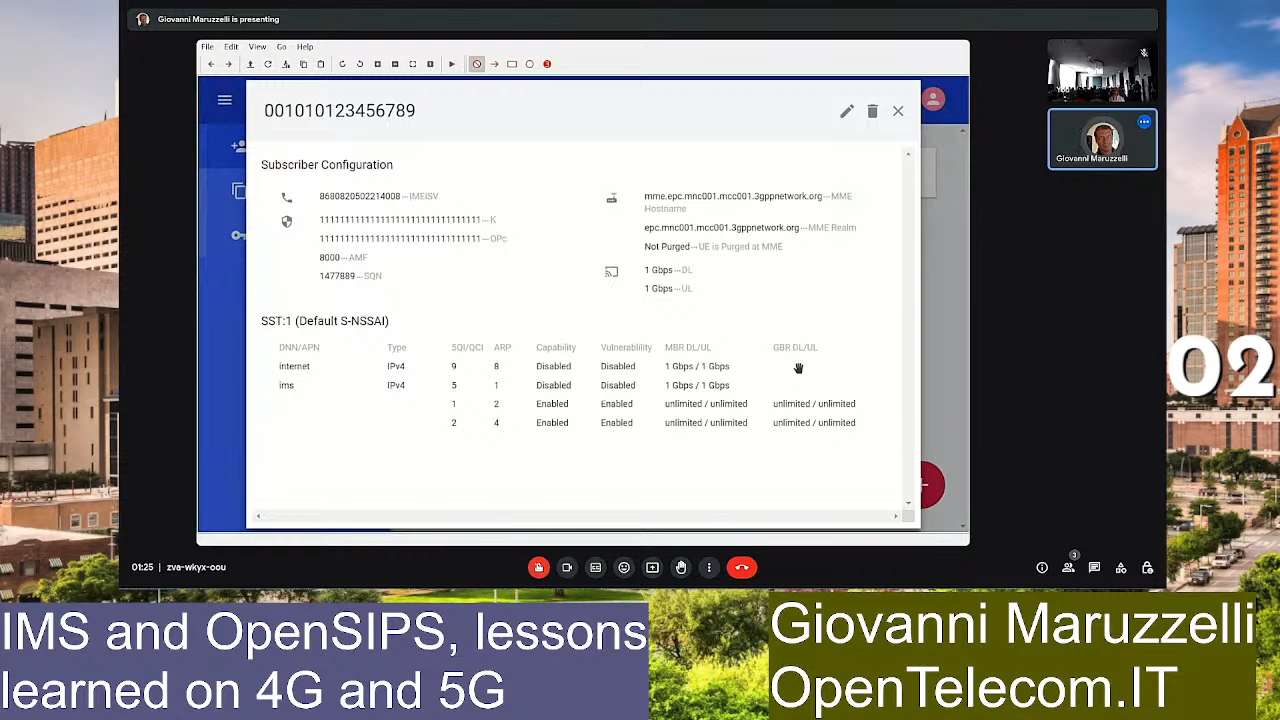 Giovanni Maruzzelli is presenting
File Edit View Go Help
001010123456789
Subscriber Configuration
8680820502214008 ··· IMEISV
11111111111111111111111111111111 ··· K
11111111111111111111111111111111 ··· OPc
8000 ··· AMF
1477889 ··· SQN
mme.epc.mnc001.mcc001.3gppnetwork.org ··· MME
Hostname
epc.mnc001.mcc001.3gppnetwork.org ··· MME Realm
Not Purged ··· UE is Purged at MME
1 Gbps ··· DL
1 Gbps ··· UL
SST:1 (Default S-NSSAI)
DNN/APN Type 5QI/QCI ARP Capability Vulnerablility MBR DL/UL GBR DL/UL
internet IPv4 9 8 Disabled Disabled 1 Gbps / 1 Gbps
ims IPv4 5 1 Disabled Disabled 1 Gbps / 1 Gbps
1 2 Enabled Enabled unlimited / unlimited unlimited / unlimited
2 4 Enabled Enabled unlimited / unlimited unlimited / unlimited
You
Giovanni Maruzzelli
02
01:25 | zva-wkyx-oou
3
IMS and OpenSIPS, lessons
learned on 4G and 5G
Giovanni Maruzzelli
OpenTelecom.IT